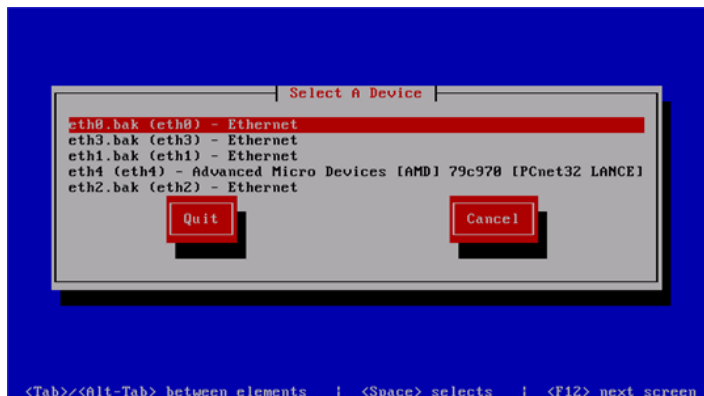 Select A Device
eth0.bak (eth0) - Ethernet
eth3.bak (eth3) - Ethernet
eth1.bak (eth1) - Ethernet
eth4 (eth4) - Advanced Micro Devices [AMD] 79c970 [PCnet32 LANCE]
eth2.bak (eth2) - Ethernet
Quit Cancel
<Tab>/<Alt-Tab> between elements | <Space> selects | <F12> next screen